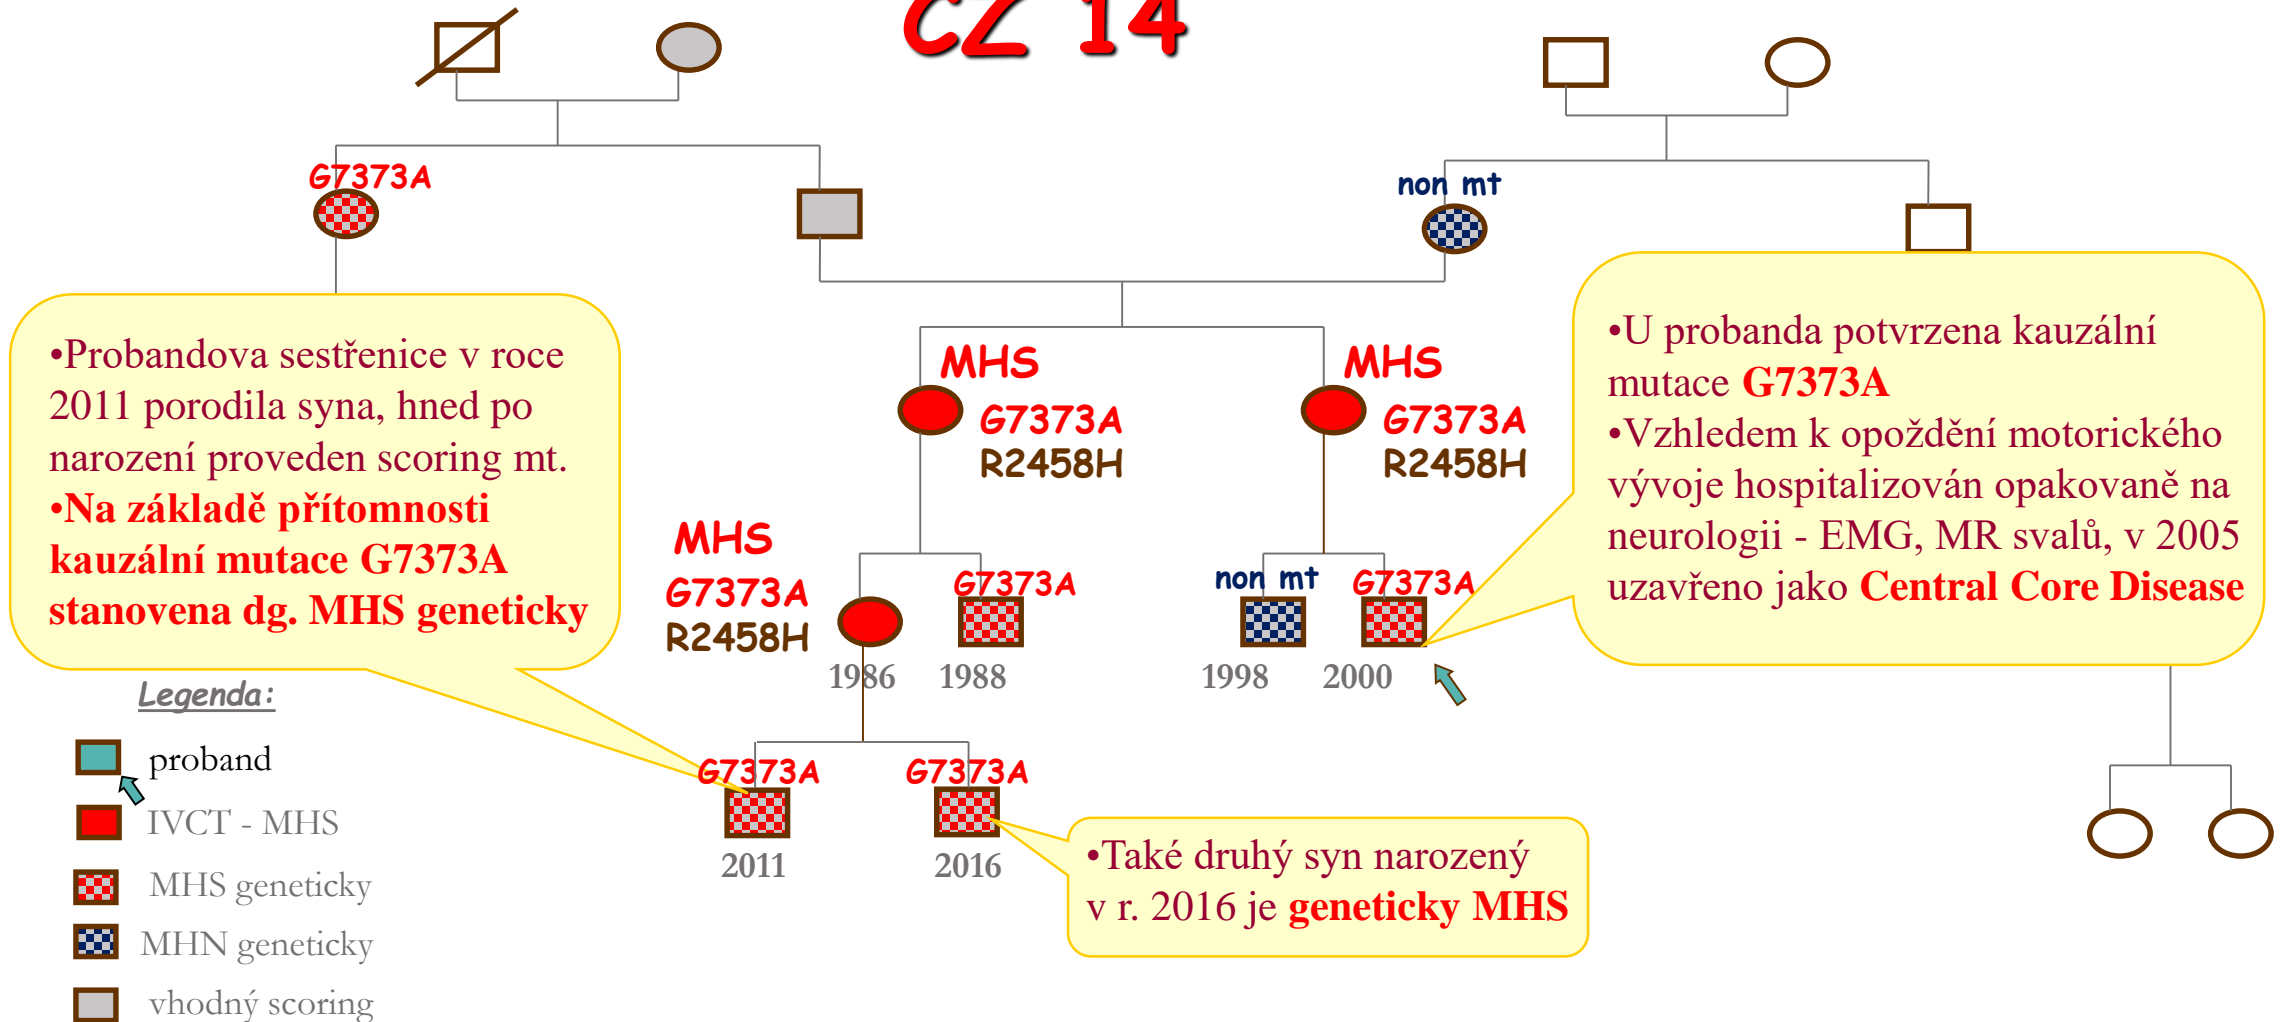 CZ 14
G7373A
non mt
•Probandova sestřenice v roce
2011 porodila syna, hned po
narození proveden scoring mt.
•Na základě přítomnosti
kauzální mutace G7373A
stanovena dg. MHS geneticky
MHS
G7373A
R2458H
MHS
G7373A
R2458H
•U probanda potvrzena kauzální
mutace G7373A
•Vzhledem k opoždění motorického
vývoje hospitalizován opakovaně na
neurologii - EMG, MR svalů, v 2005
uzavřeno jako Central Core Disease
MHS
G7373A
R2458H
G7373A
non mt
G7373A
1986
1988
1998
2000
G7373A
G7373A
2011
2016
•Také druhý syn narozený
v r. 2016 je geneticky MHS
Legenda:
proband
IVCT - MHS
MHS geneticky
MHN geneticky
vhodný scoring